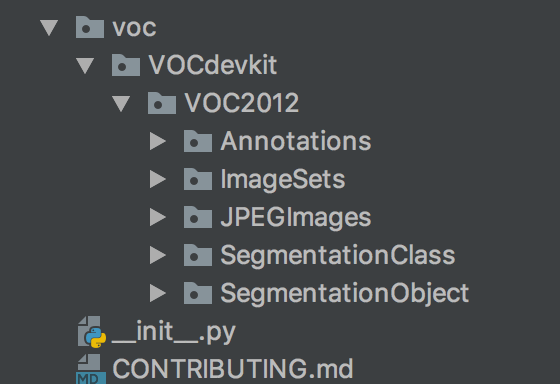 voc
VOCdevkit
VOC2012
Annotations
ImageSets
JPEGImages
SegmentationClass
SegmentationObject
__init__.py
MD CONTRIBUTING.md